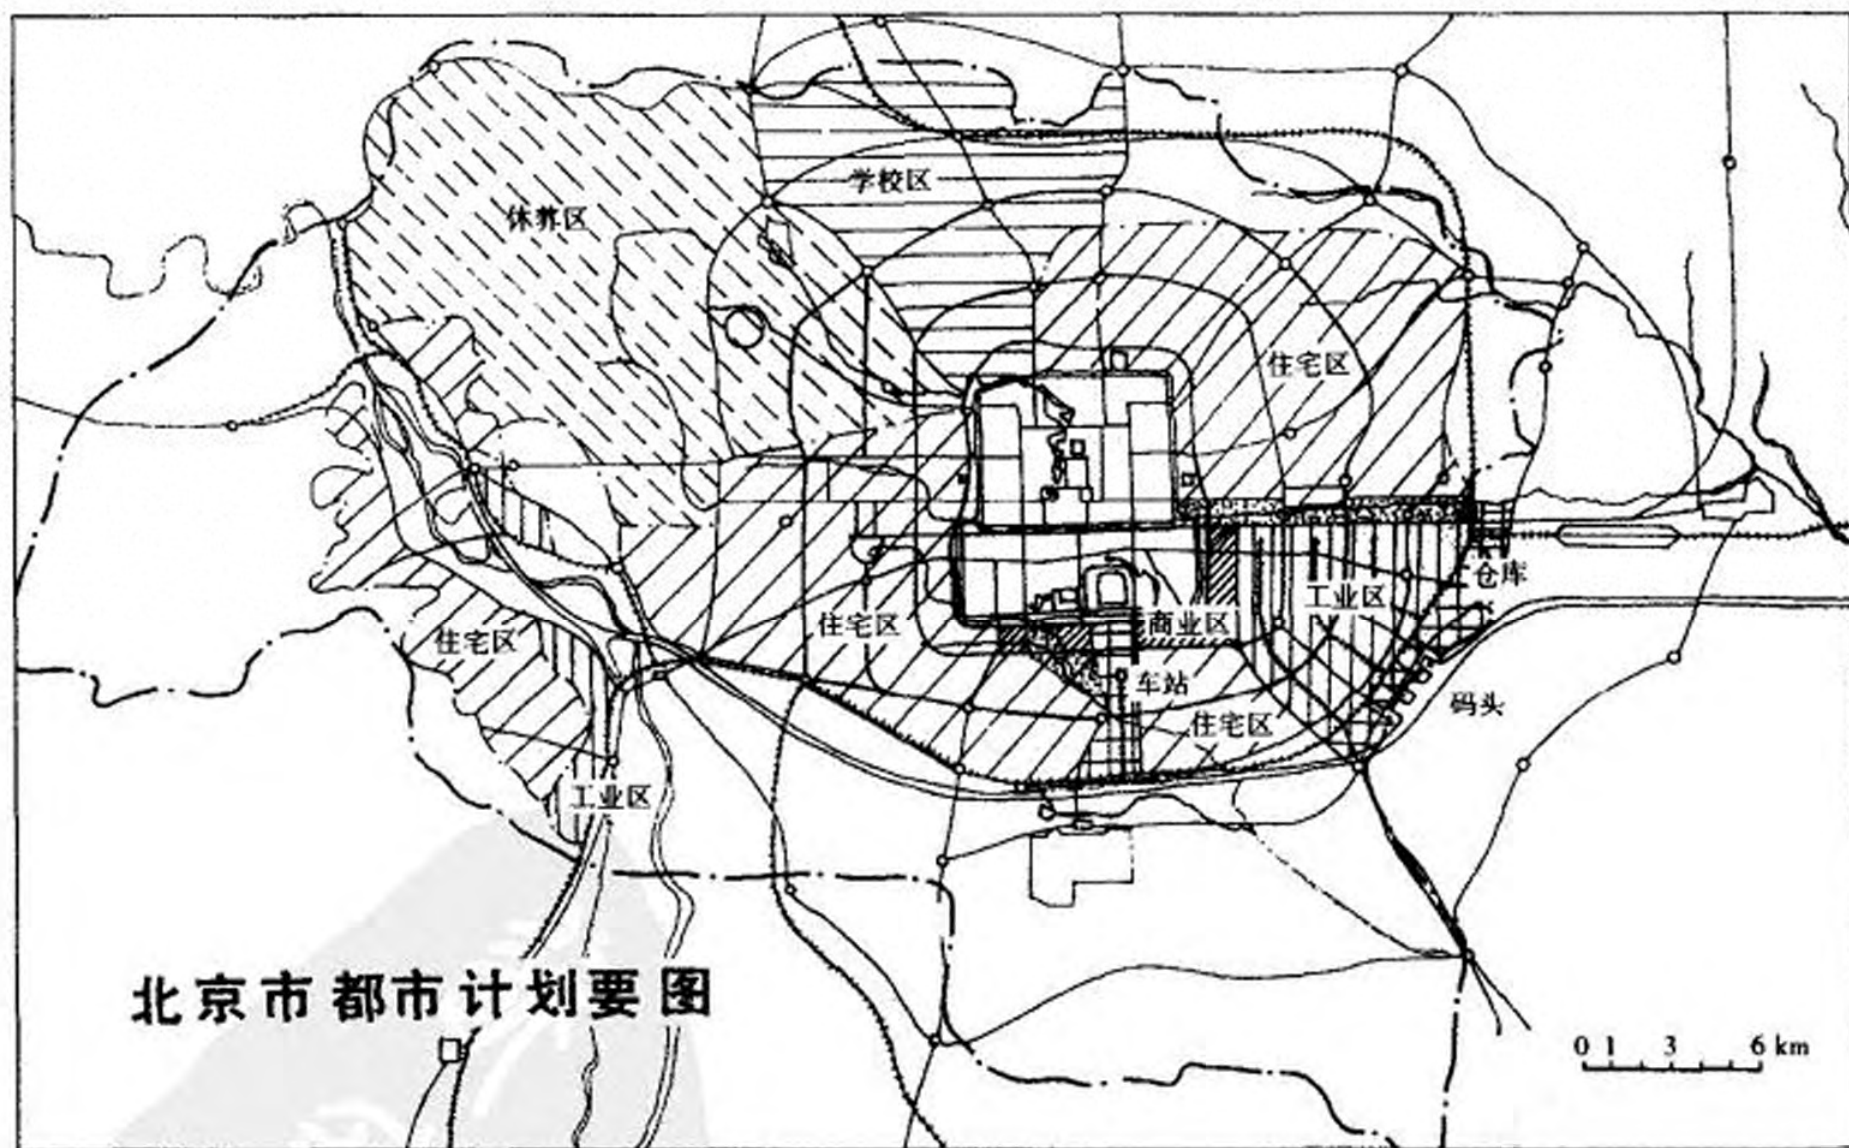 学校区
休养区
住宅区
仓库
工业区
住宅区
商业区
住宅区
车站
码头
住宅区
工业区
北京市都市计划要图
0 1 3 6 km